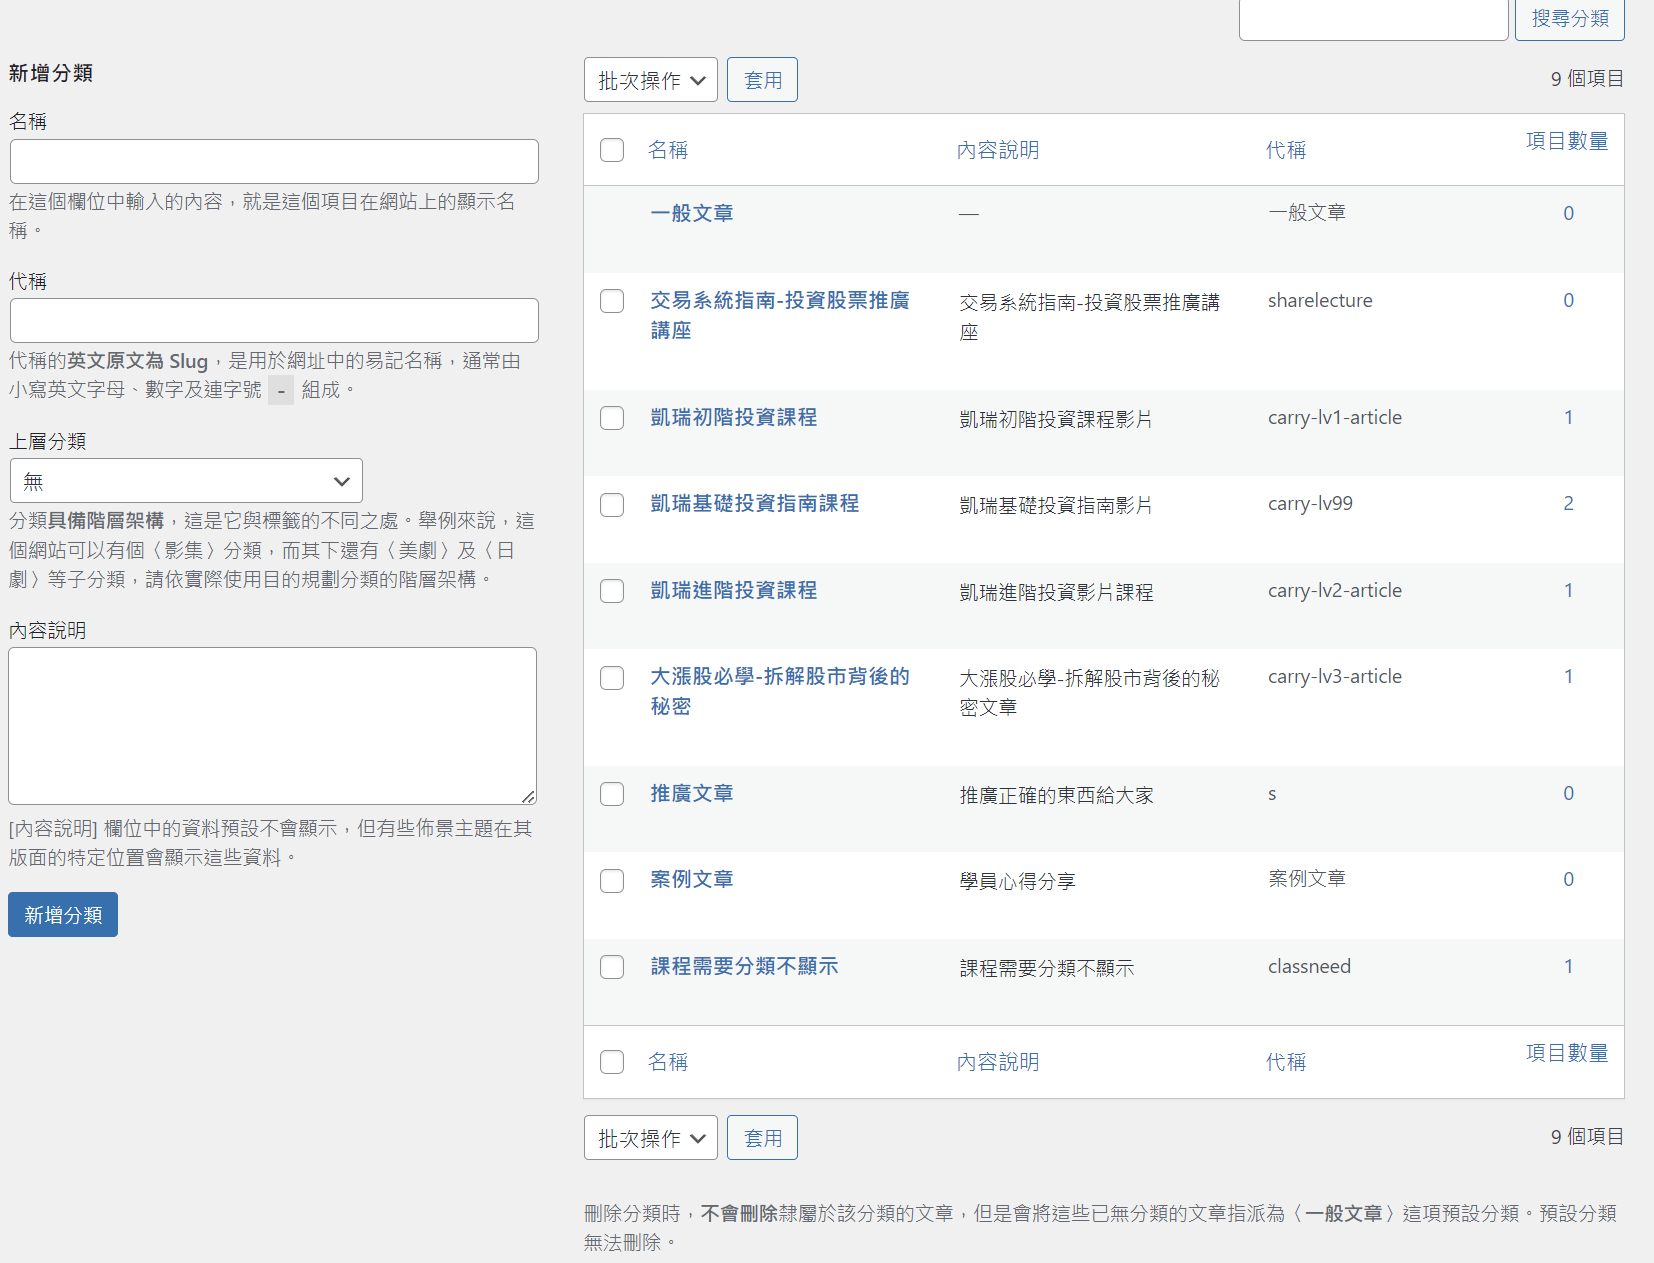 搜尋分類
新增分類
名稱
在這個欄位中輸入的內容，就是這個項目在網站上的顯示名
稱。
代稱
代稱的英文原文為 Slug，是用於網址中的易記名稱，通常由
小寫英文字母、數字及連字號 - 組成。
上層分類
無
分類具備階層架構，這是它與標籤的不同之處。舉例來說，這
個網站可以有個〈影集〉分類，而其下還有〈美劇〉及〈日
劇〉等子分類，請依實際使用目的規劃分類的階層架構。
內容說明
[內容說明] 欄位中的資料預設不會顯示，但有些佈景主題在其
版面的特定位置會顯示這些資料。
新增分類
批次操作 套用 9 個項目
名稱 內容說明 代稱 項目數量
一般文章 — 一般文章 0
交易系統指南-投資股票推廣 交易系統指南-投資股票推廣講 sharelecture 0
講座 座
凱瑞初階投資課程 凱瑞初階投資課程影片 carry-lv1-article 1
凱瑞基礎投資指南課程 凱瑞基礎投資指南影片 carry-lv99 2
凱瑞進階投資課程 凱瑞進階投資影片課程 carry-lv2-article 1
大漲股必學-拆解股市背後的 大漲股必學-拆解股市背後的秘 carry-lv3-article 1
秘密 密文章
推廣文章 推廣正確的東西給大家 s 0
案例文章 學員心得分享 案例文章 0
課程需要分類不顯示 課程需要分類不顯示 classneed 1
名稱 內容說明 代稱 項目數量
批次操作 套用 9 個項目
刪除分類時，不會刪除隸屬於該分類的文章，但是會將這些已無分類的文章指派為〈一般文章〉這項預設分類。預設分類
無法刪除。